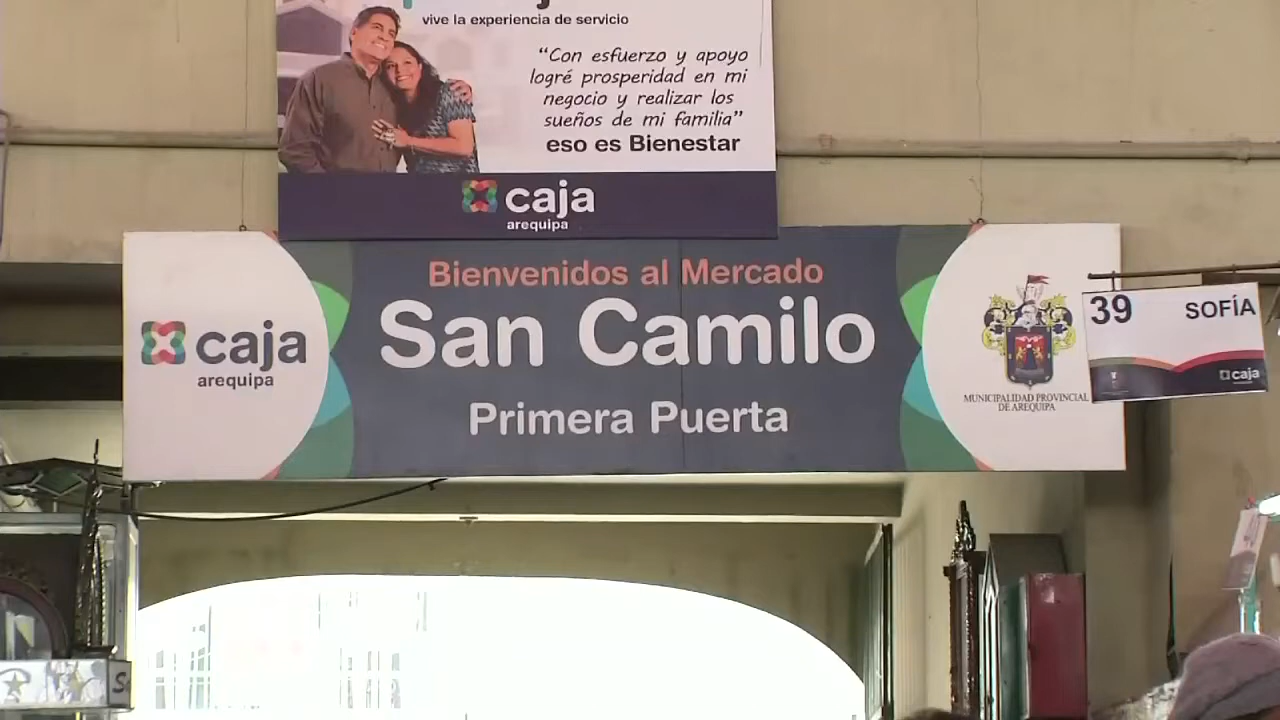 vive la experiencia de servicio
“Con esfuerzo y apoyo
logré prosperidad en mi
negocio y realizar los
sueños de mi familia”
eso es Bienestar
caja
arequipa
Bienvenidos al Mercado
San Camilo
Primera Puerta
caja
arequipa
MUNICIPALIDAD PROVINCIAL
DE AREQUIPA
39 SOFÍA
caja